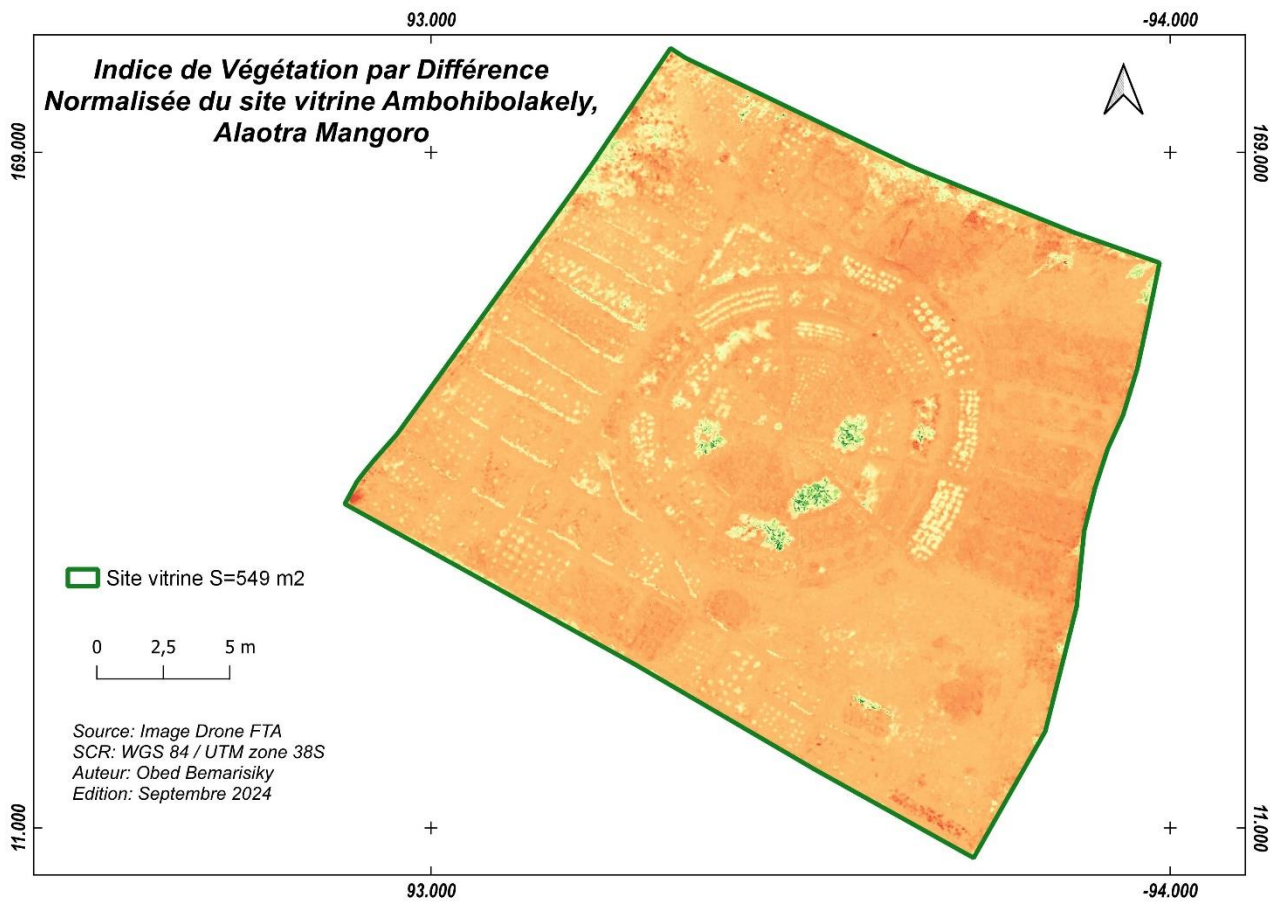 93.000
-94.000
Indice de Végétation par Différence
Normalisée du site vitrine Ambohibolakely,
Alaotra Mangoro
169.000
169.000
Site vitrine S=549 m2
0 2,5 5 m
Source: Image Drone FTA
SCR: WGS 84 / UTM zone 38S
Auteur: Obed Bemarisiky
Edition: Septembre 2024
11.000
11.000
93.000
-94.000